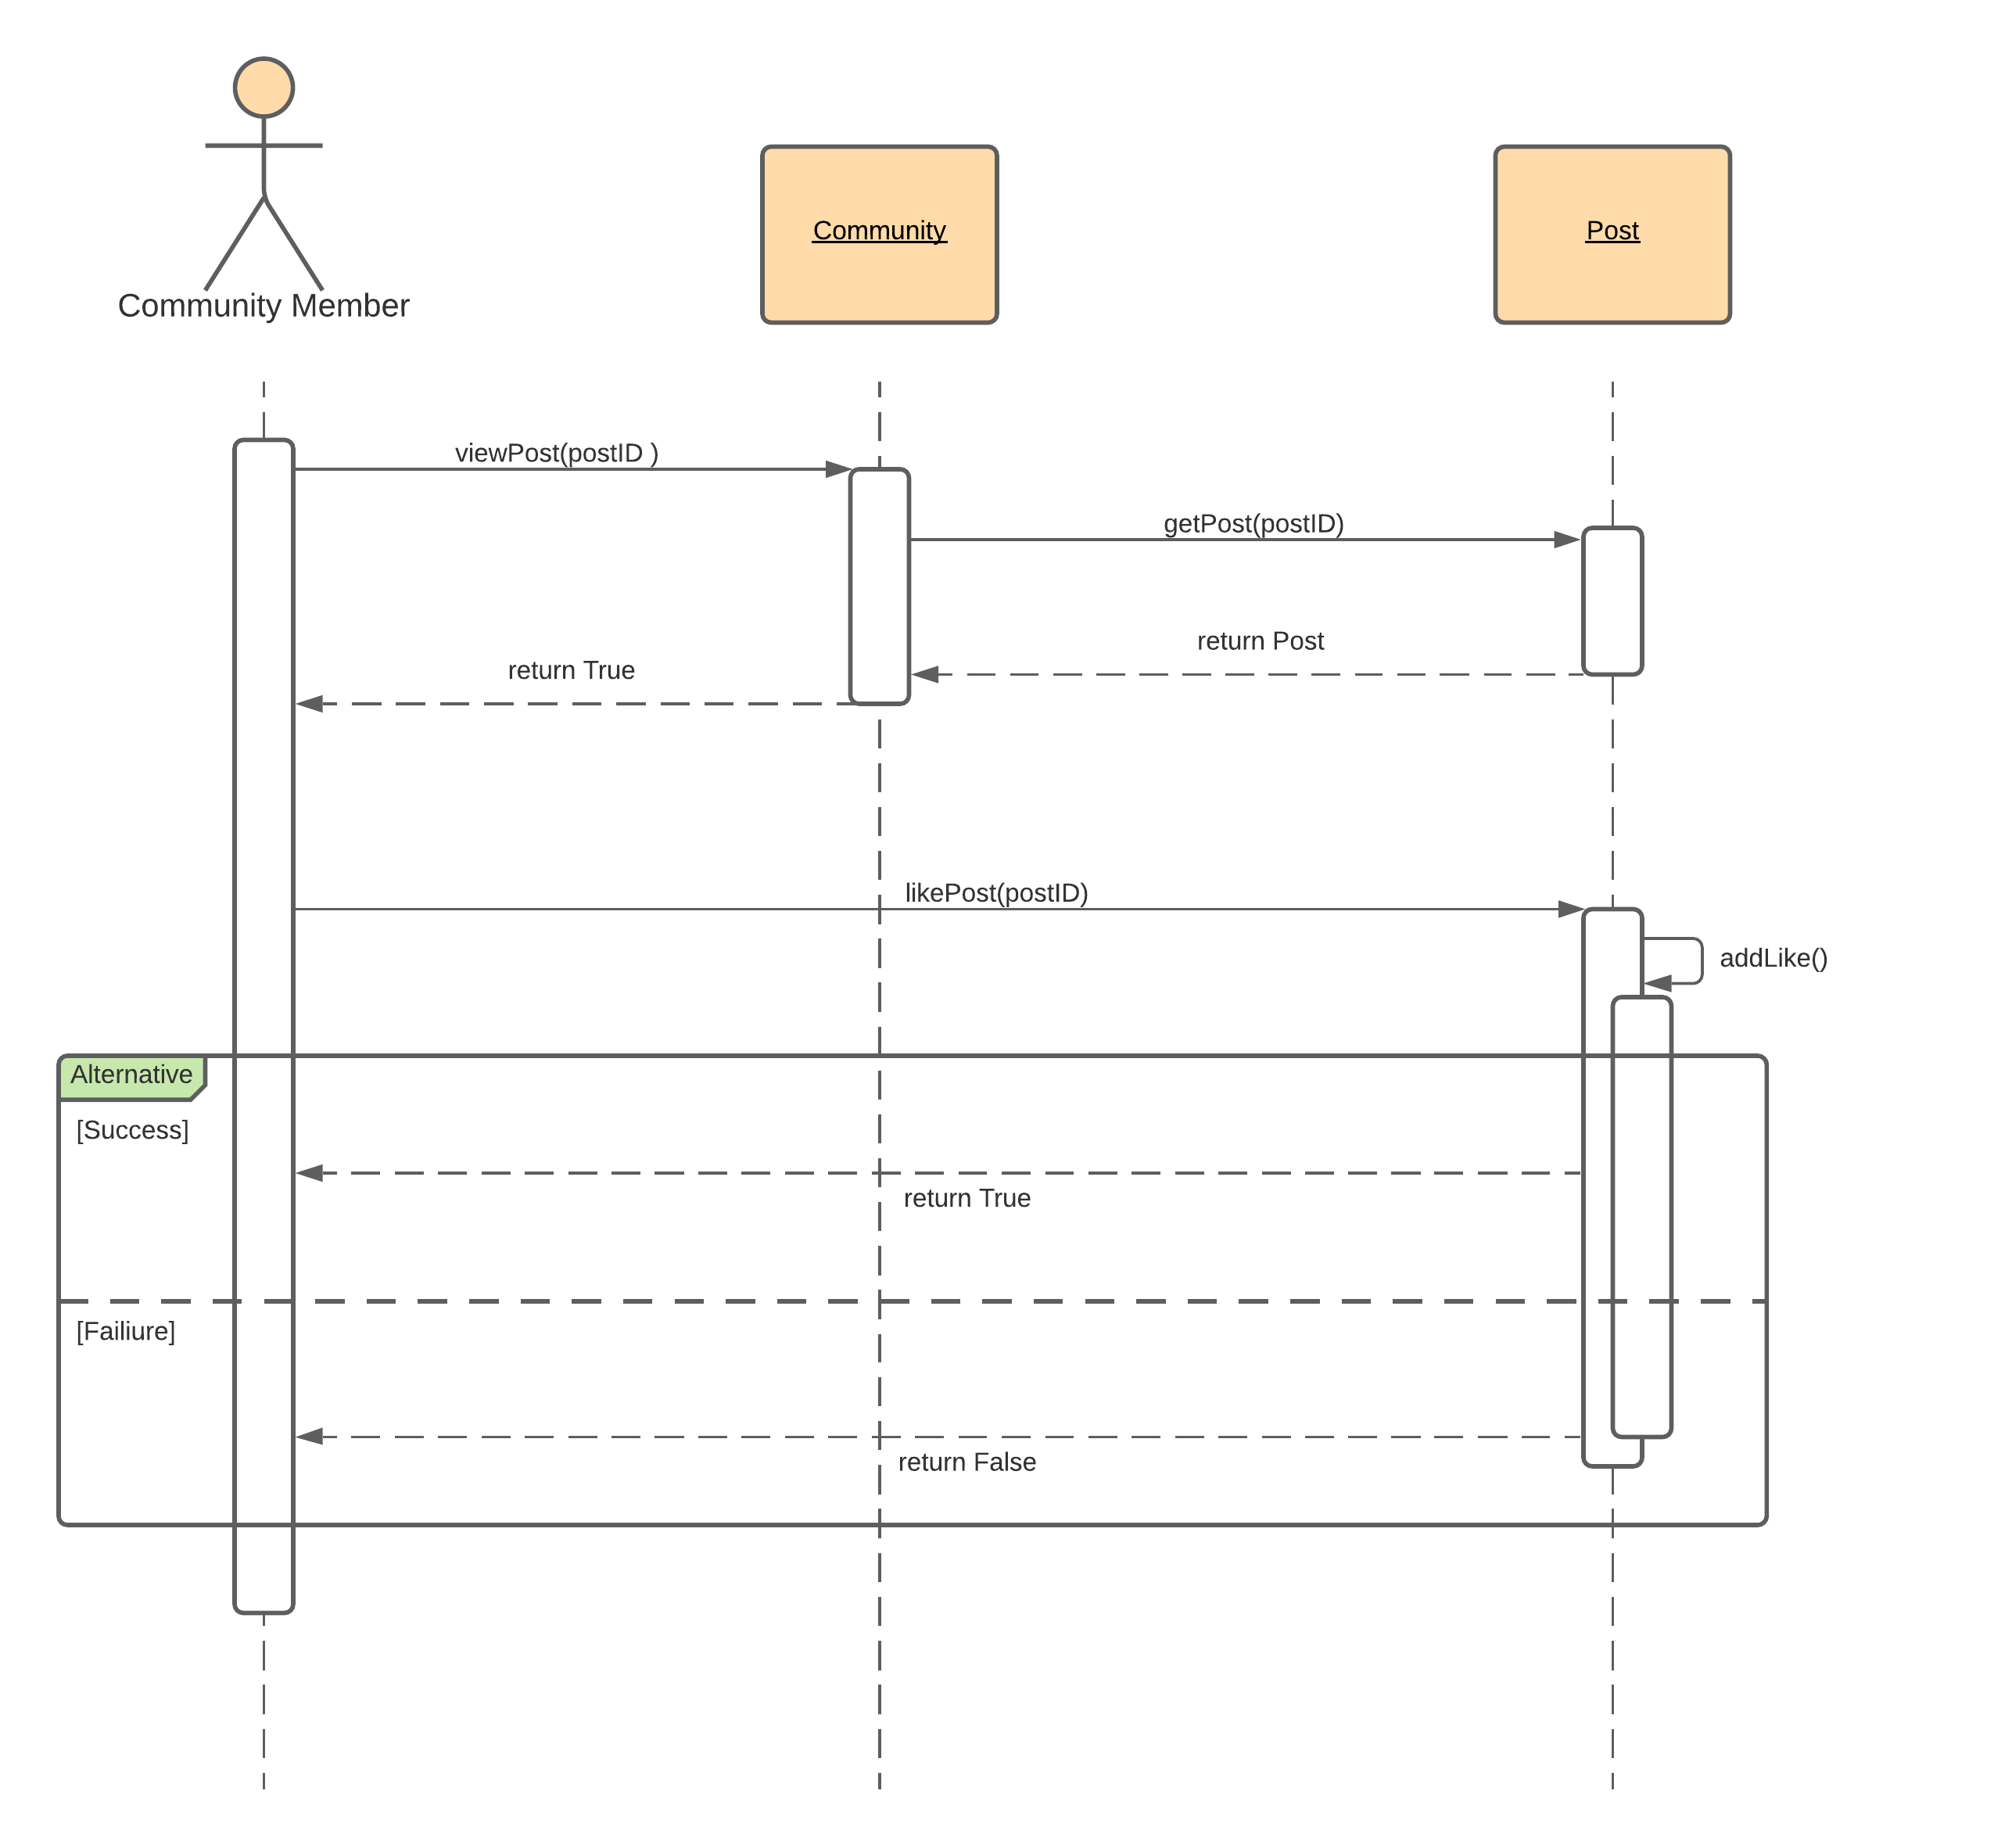 Community Member
Community
Post
viewPost(postID )
getPost(postID)
return Post
return True
likePost(postID)
addLike()
Alternative
[Success]
return True
[Failiure]
return False